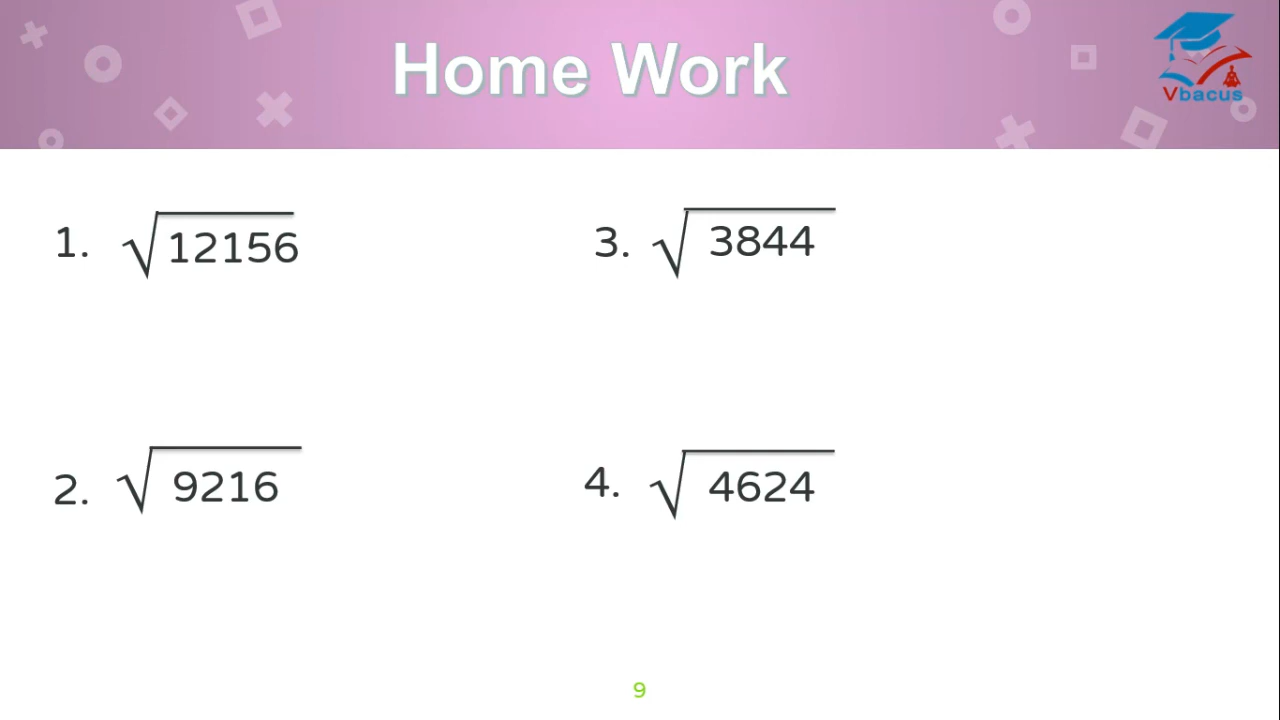 Home Work
Vbacus
1. √12156
3. √3844
2. √9216
4. √4624
9